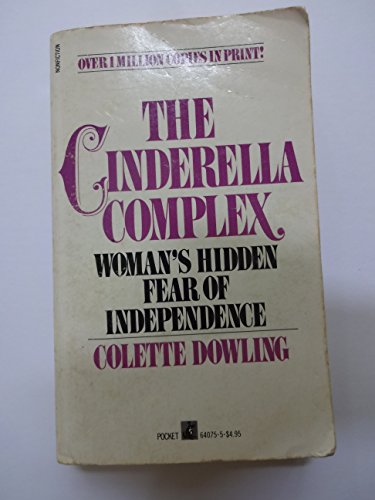 NONFICTION
OVER 1 MILLION COPIES IN PRINT!
THE
CINDERELLA
COMPLEX
WOMAN'S HIDDEN
FEAR OF
INDEPENDENCE
COLETTE DOWLING
POCKET 64075-5·$4.95